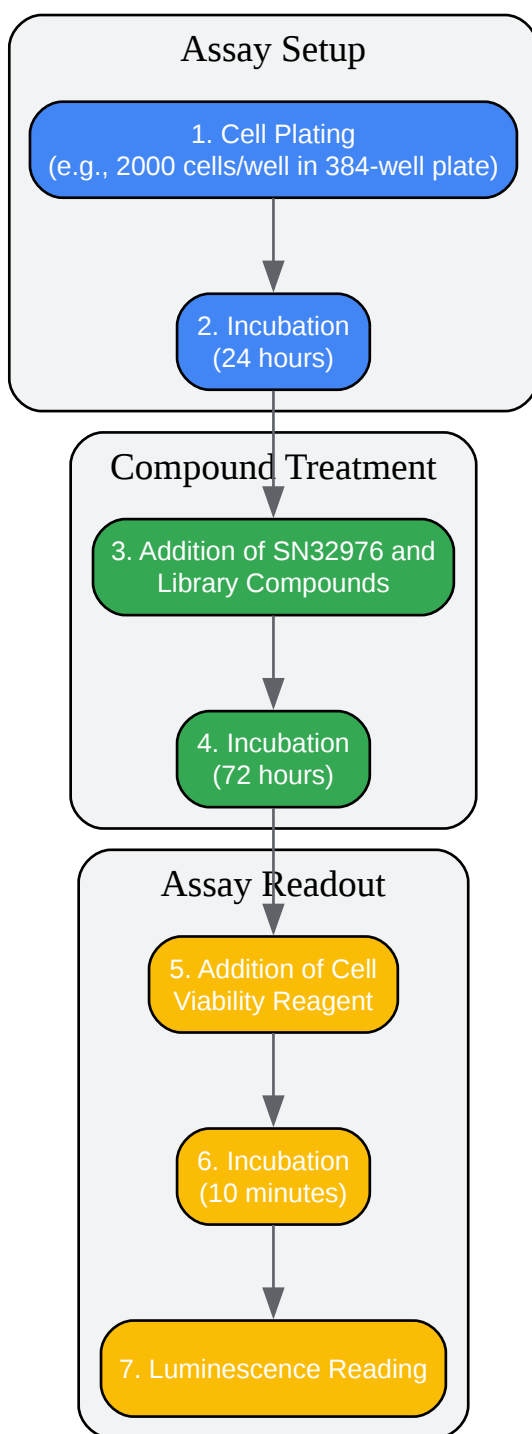 Assay Setup
1. Cell Plating
(e.g., 2000 cells/well in 384-well plate)
2. Incubation
(24 hours)
Compound Treatment
3. Addition of SN32976 and
Library Compounds
4. Incubation
(72 hours)
Assay Readout
5. Addition of Cell
Viability Reagent
6. Incubation
(10 minutes)
7. Luminescence Reading